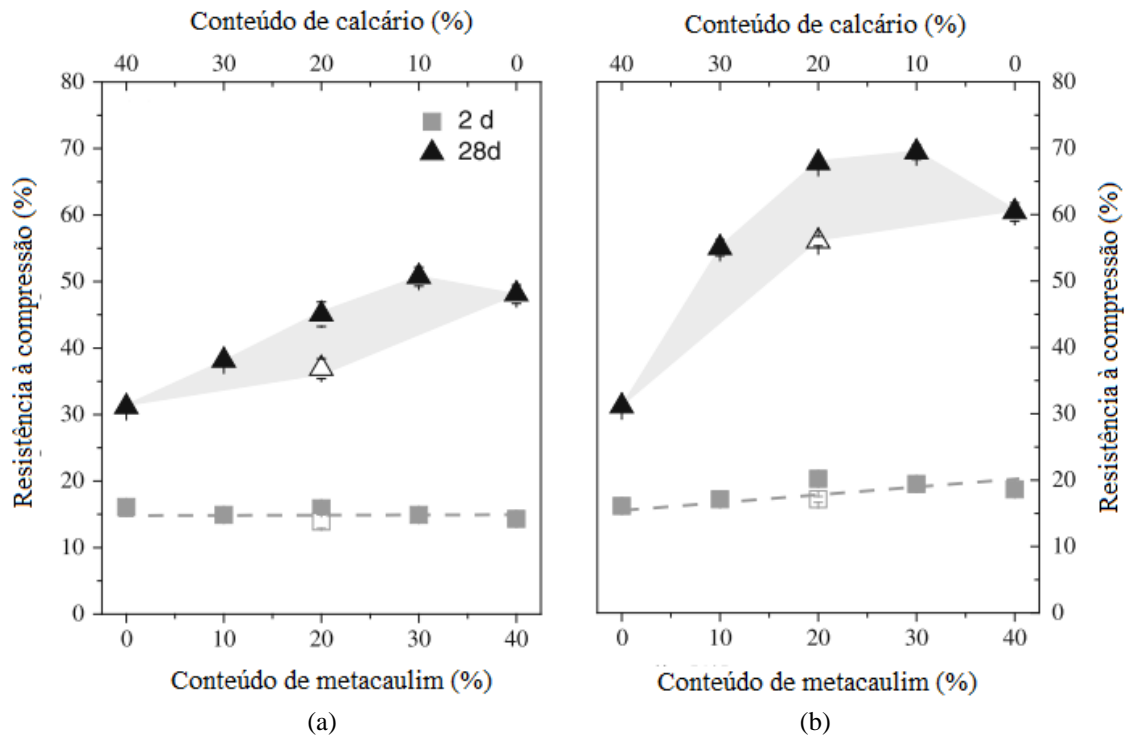 Conteúdo de calcário (%)
40 30 20 10 0
80
70
60
50
40
30
20
10
0
Resistência à compressão (%)
2 d
28d
0 10 20 30 40
Conteúdo de metacaulim (%)
(a)
Conteúdo de calcário (%)
40 30 20 10 0
80
70
60
50
40
30
20
10
0
Resistência à compressão (%)
0 10 20 30 40
Conteúdo de metacaulim (%)
(b)